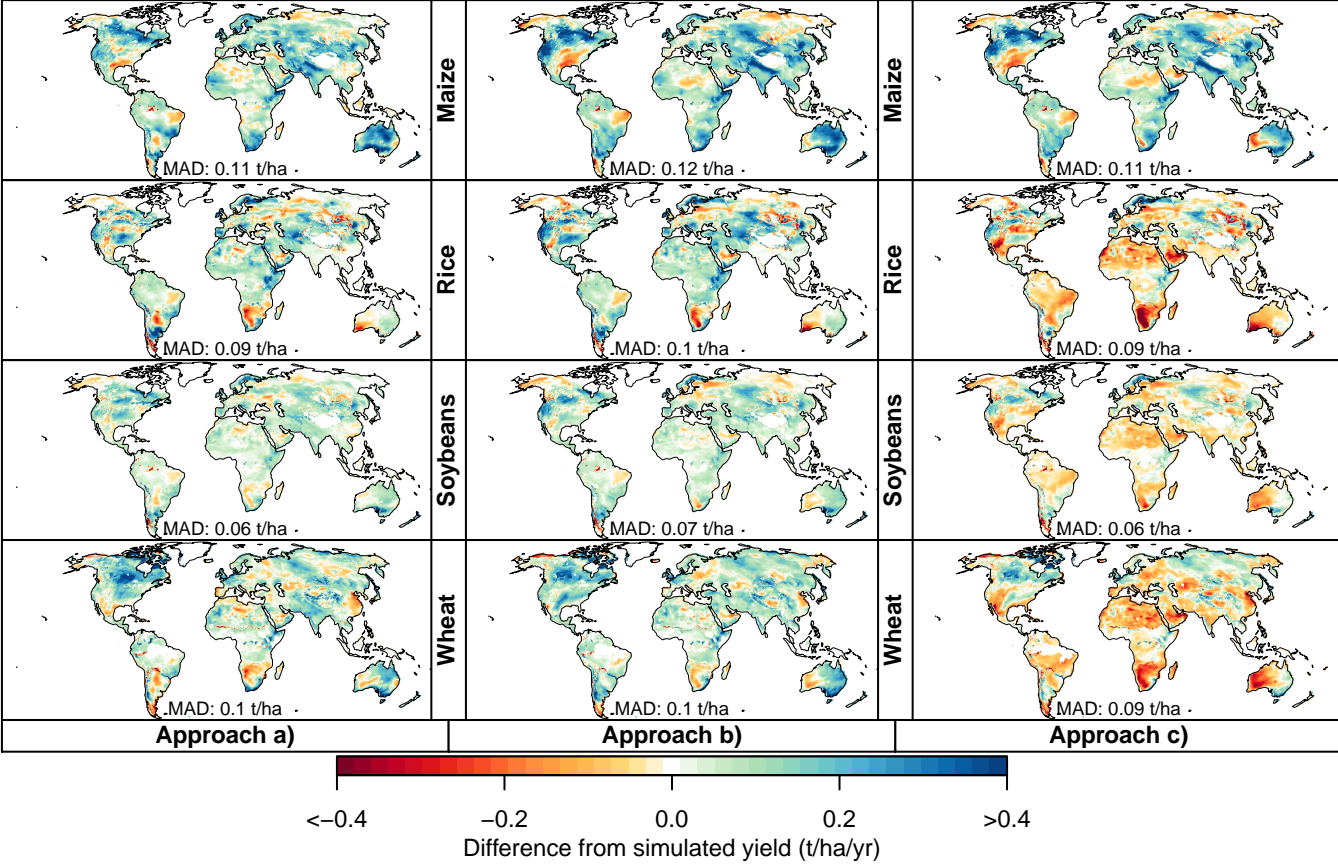 Maize
Maize
MAD: 0.11 t/ha
MAD: 0.12 t/ha
MAD: 0.11 t/ha
Rice
Rice
MAD: 0.09 t/ha
MAD: 0.1 t/ha
MAD: 0.09 t/ha
Soybeans
Soybeans
MAD: 0.06 t/ha
MAD: 0.07 t/ha
MAD: 0.06 t/ha
Wheat
Wheat
MAD: 0.1 t/ha
MAD: 0.1 t/ha
MAD: 0.09 t/ha
Approach a)
Approach b)
Approach c)
<−0.4 −0.2 0.0 0.2 >0.4
Difference from simulated yield (t/ha/yr)